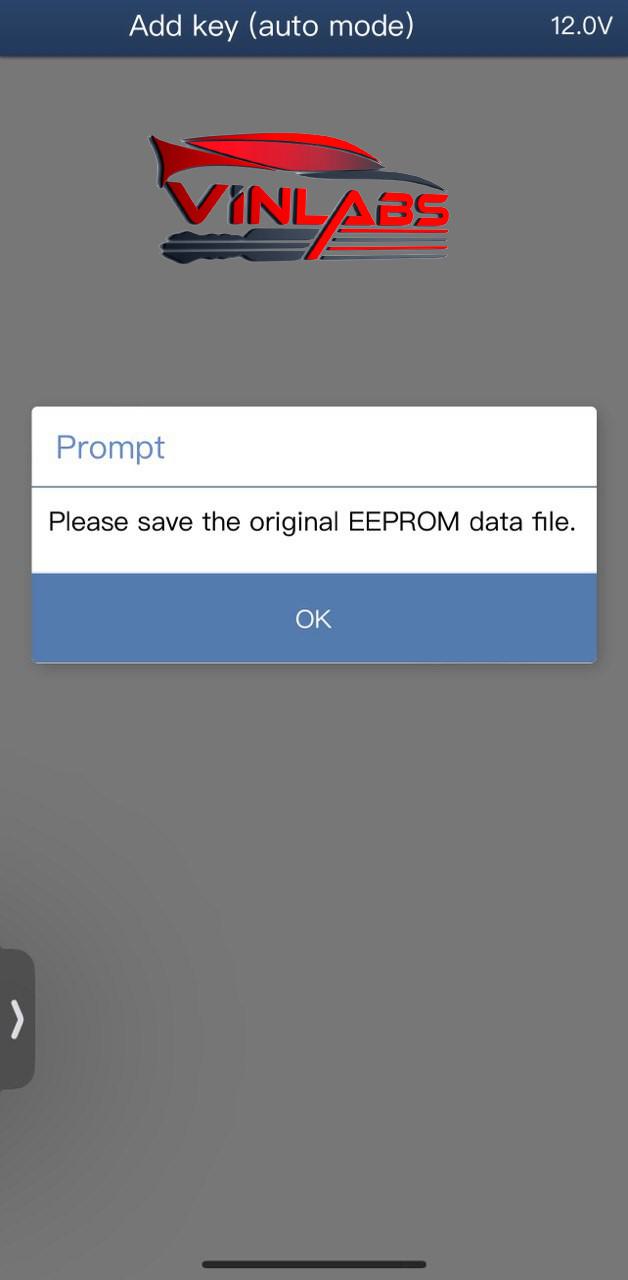 Add key (auto mode)
12.0V
ViNLABS
Prompt
Please save the original EEPROM data file.
OK